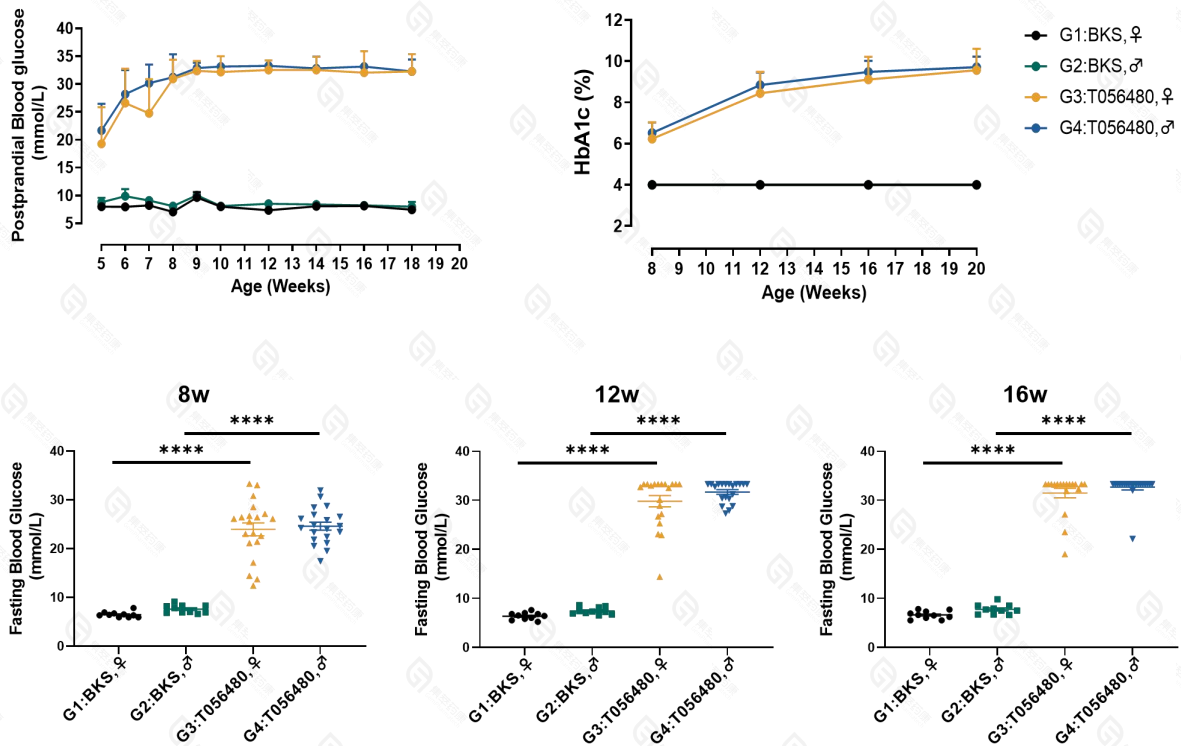 Postprandial Blood glucose
(mmol/L)
40
35
30
25
20
15
10
5
5 6 7 8 9 10 12 14 16 18 19 20
Age (Weeks)
HbA1c (%)
12
10
8
6
4
2
8 9 10 11 12 13 14 15 16 17 18 19 20
Age (Weeks)
G1:BKS,♀
G2:BKS,♂
G3:T056480,♀
G4:T056480,♂
8w
****
****
Fasting Blood Glucose
(mmol/L)
40
30
20
10
0
G1:BKS,♀
G2:BKS,♂
G3:T056480,♀
G4:T056480,♂
12w
****
****
Fasting Blood Glucose
(mmol/L)
40
30
20
10
0
G1:BKS,♀
G2:BKS,♂
G3:T056480,♀
G4:T056480,♂
16w
****
****
Fasting Blood Glucose
(mmol/L)
40
30
20
10
0
G1:BKS,♀
G2:BKS,♂
G3:T056480,♀
G4:T056480,♂